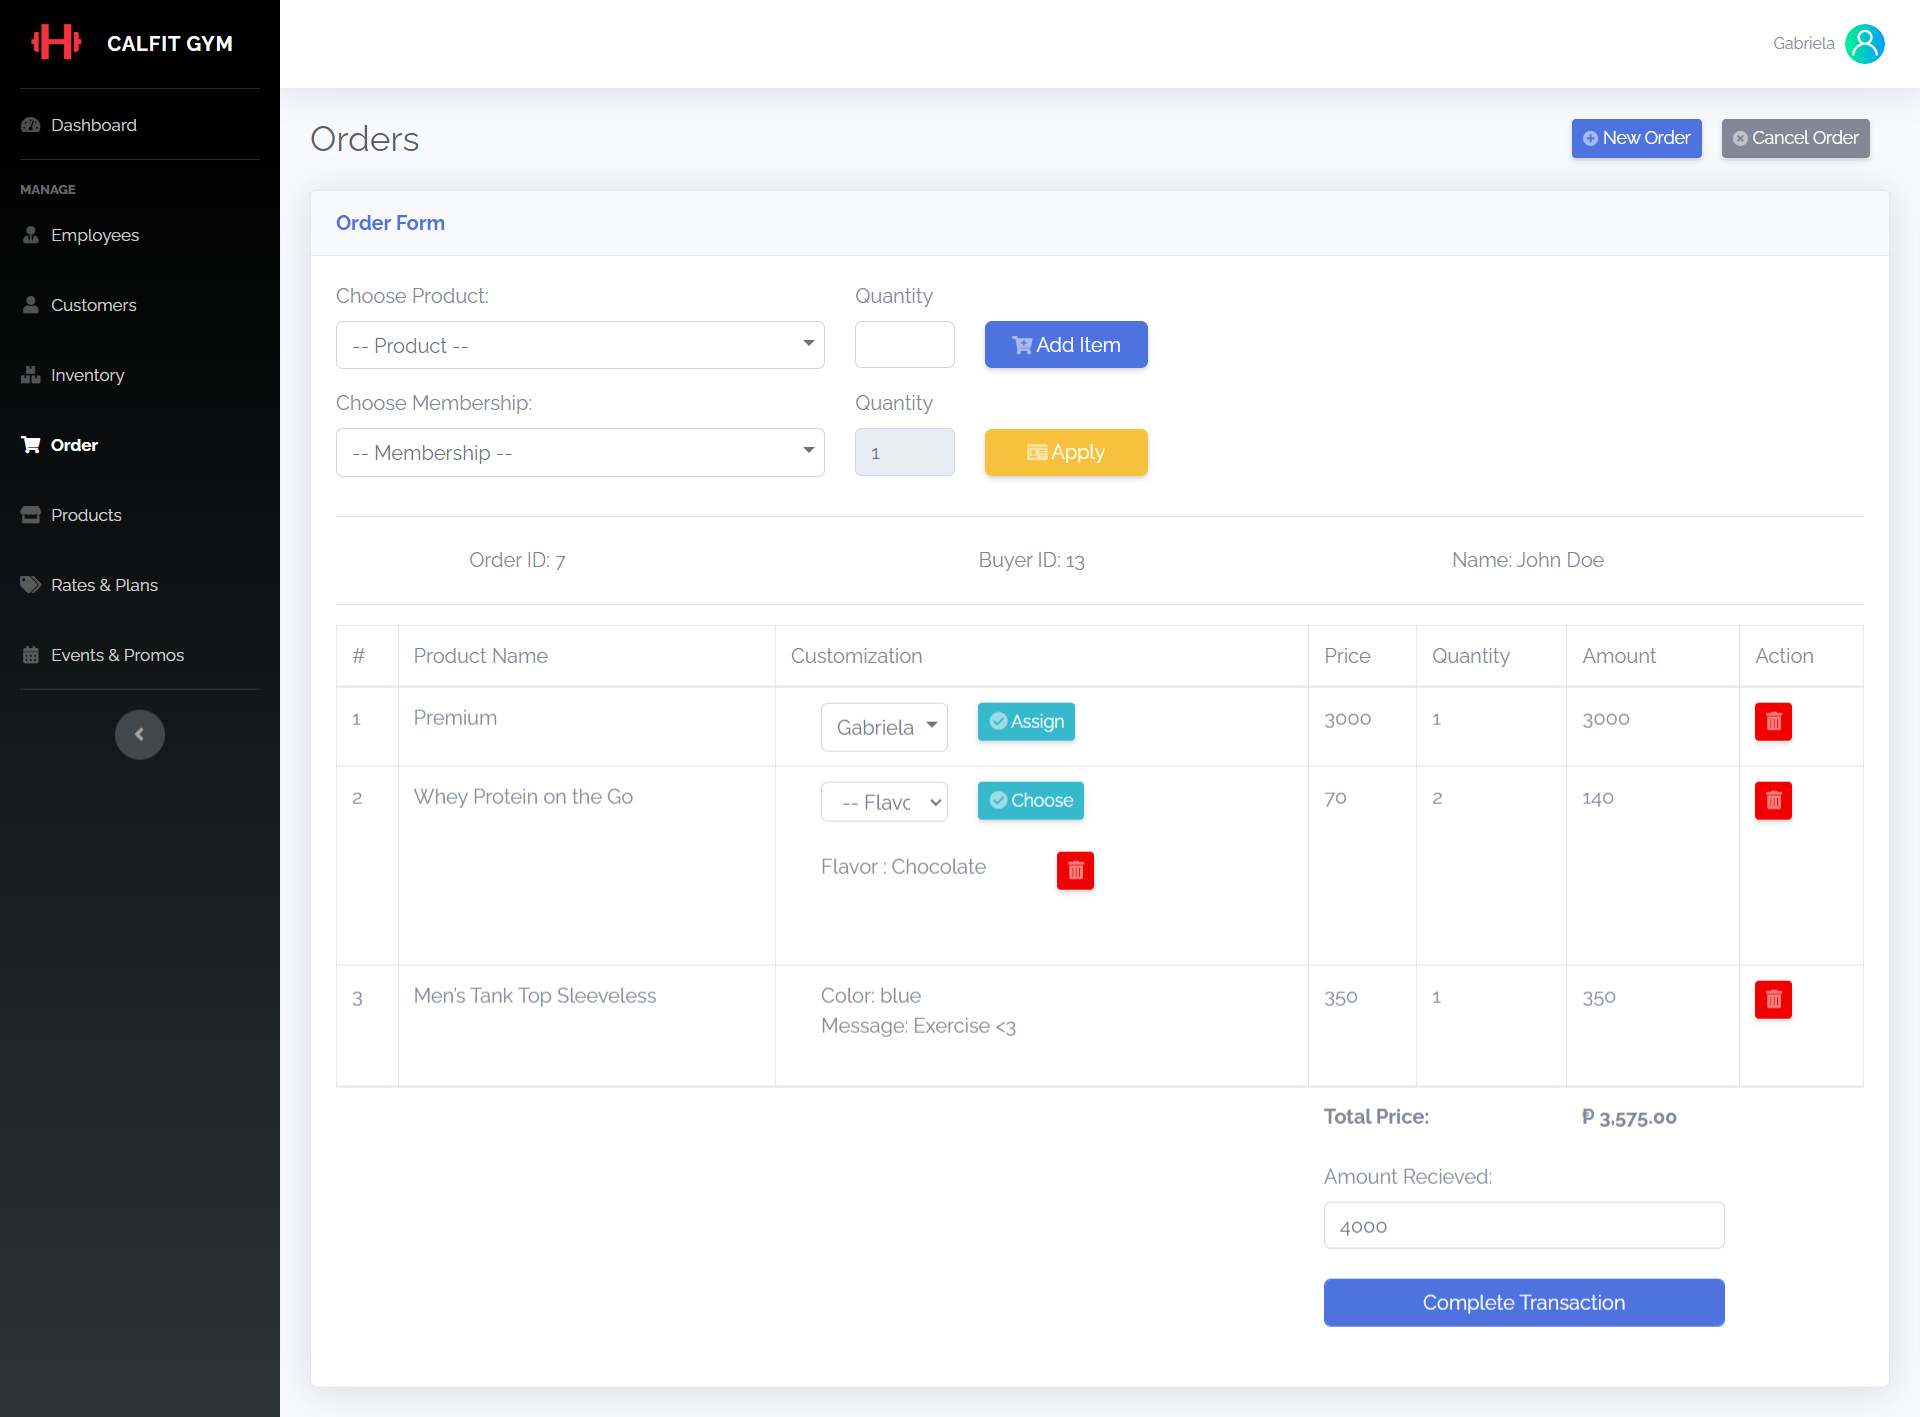 CALFIT GYM
Gabriela
Dashboard
MANAGE
Employees
Customers
Inventory
Order
Products
Rates & Plans
Events & Promos
Orders
New Order
Cancel Order
Order Form
Choose Product:
Quantity
-- Product --
Add Item
Choose Membership:
Quantity
-- Membership --
1
Apply
Order ID: 7
Buyer ID: 13
Name: John Doe
# Product Name Customization Price Quantity Amount Action
1 Premium Gabriela Assign 3000 1 3000
2 Whey Protein on the Go -- Flavo Choose 70 2 140
Flavor : Chocolate
3 Men's Tank Top Sleeveless Color: blue 350 1 350
Message: Exercise <3
Total Price: ₱ 3,575.00
Amount Recieved:
4000
Complete Transaction